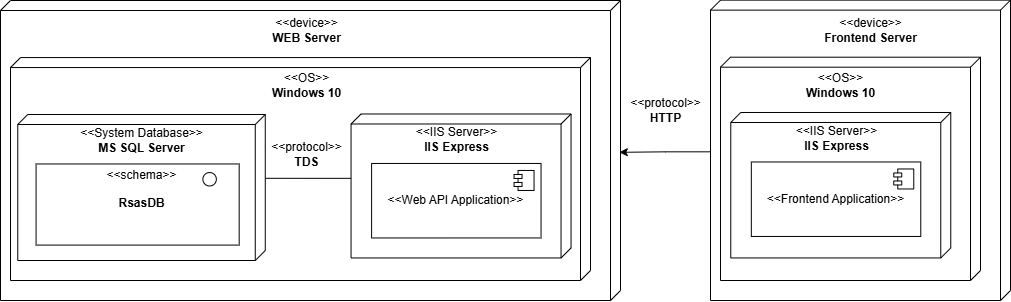 <<device>>
WEB Server
<<OS>>
Windows 10
<<System Database>>
MS SQL Server
<<schema>>
RsasDB
<<protocol>>
TDS
<<IIS Server>>
IIS Express
<<Web API Application>>
<<protocol>>
HTTP
<<device>>
Frontend Server
<<OS>>
Windows 10
<<IIS Server>>
IIS Express
<<Frontend Application>>